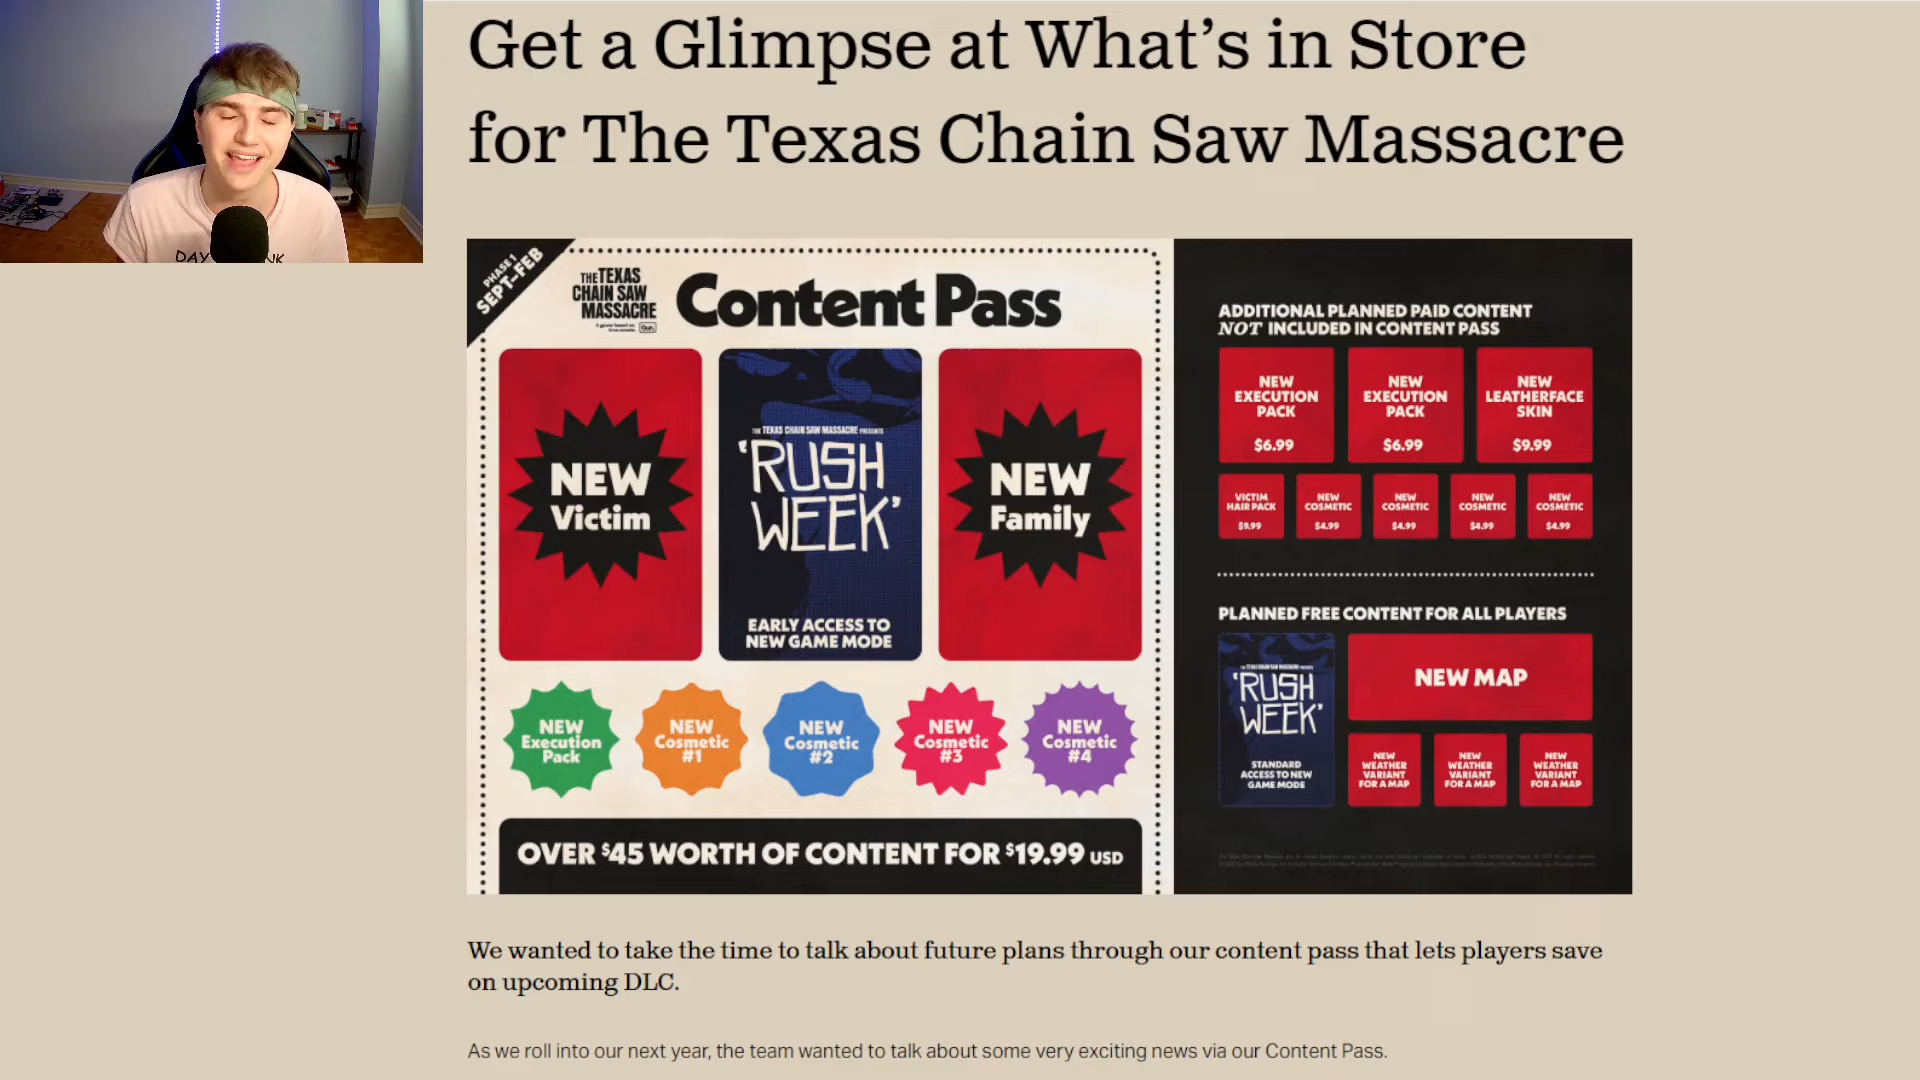 Get a Glimpse at What's in Store
for The Texas Chain Saw Massacre
DAY NK
PHASE 1
SEPT-FEB
THE TEXAS
CHAIN SAW
MASSACRE
Gun.
Content Pass
NEW
Victim
THE TEXAS CHAIN SAW MASSACRE PRESENTS
'RUSH
WEEK'
EARLY ACCESS TO
NEW GAME MODE
NEW
Family
NEW
Execution
Pack
NEW
Cosmetic
#1
NEW
Cosmetic
#2
NEW
Cosmetic
#3
NEW
Cosmetic
#4
OVER $45 WORTH OF CONTENT FOR $19.99 USD
ADDITIONAL PLANNED PAID CONTENT
NOT INCLUDED IN CONTENT PASS
NEW
EXECUTION
PACK
$6.99
NEW
EXECUTION
PACK
$6.99
NEW
LEATHERFACE
SKIN
$9.99
VICTIM
HAIR PACK
$9.99
NEW
COSMETIC
$4.99
NEW
COSMETIC
$4.99
NEW
COSMETIC
$4.99
NEW
COSMETIC
$4.99
PLANNED FREE CONTENT FOR ALL PLAYERS
'RUSH
WEEK'
STANDARD
ACCESS TO NEW
GAME MODE
NEW MAP
NEW
WEATHER
VARIANT
FOR A MAP
NEW
WEATHER
VARIANT
FOR A MAP
NEW
WEATHER
VARIANT
FOR A MAP
We wanted to take the time to talk about future plans through our content pass that lets players save
on upcoming DLC.
As we roll into our next year, the team wanted to talk about some very exciting news via our Content Pass.